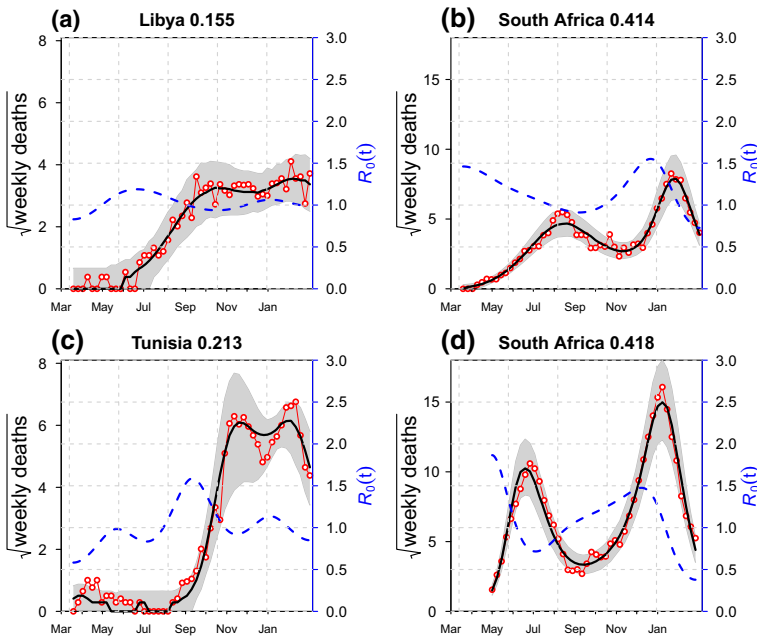 (a) Libya 0.155
8
6
4
2
0
√weekly deaths
3.0
2.5
2.0
1.5
1.0
0.5
0.0
R0(t)
Mar May Jul Sep Nov Jan
(b) South Africa 0.414
15
10
5
0
√weekly deaths
3.0
2.5
2.0
1.5
1.0
0.5
0.0
R0(t)
Mar May Jul Sep Nov Jan
(c) Tunisia 0.213
8
6
4
2
0
√weekly deaths
3.0
2.5
2.0
1.5
1.0
0.5
0.0
R0(t)
Mar May Jul Sep Nov Jan
(d) South Africa 0.418
15
10
5
0
√weekly deaths
3.0
2.5
2.0
1.5
1.0
0.5
0.0
R0(t)
Mar May Jul Sep Nov Jan